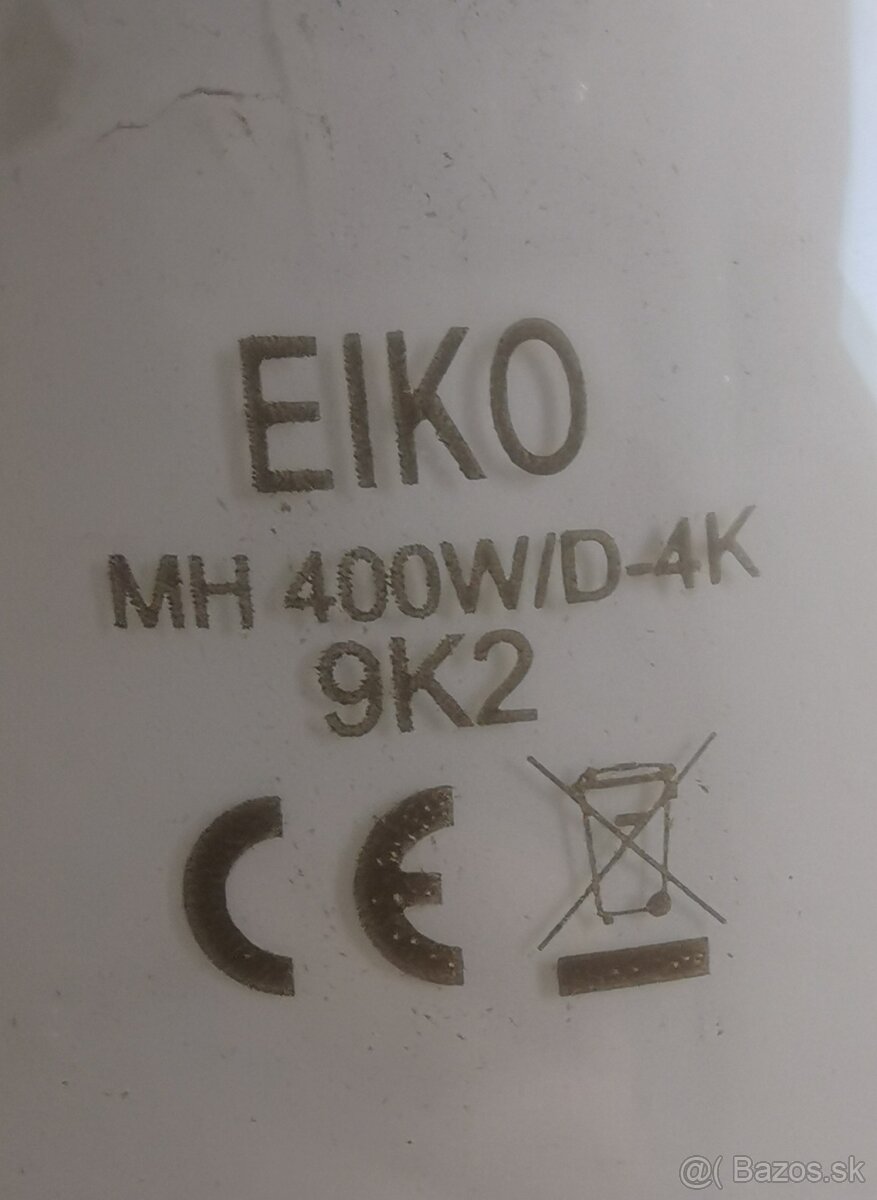 EIKO
MH 400W/D-4K
9K2
CE
@( Bazos.sk